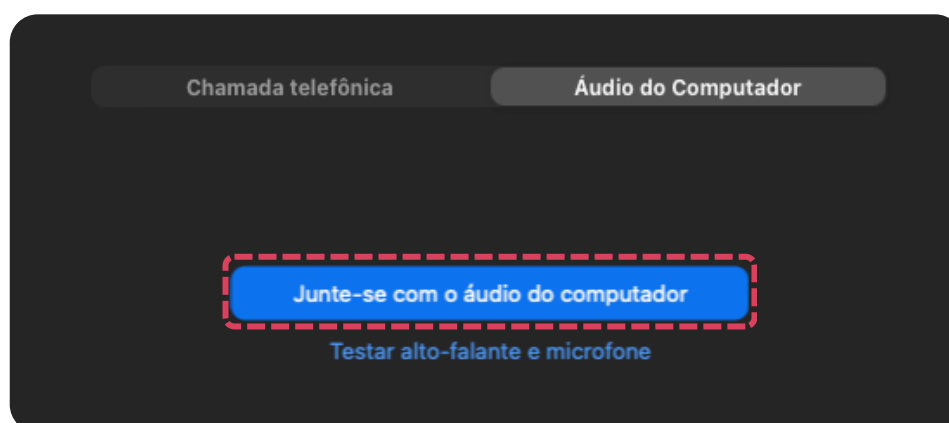 Chamada telefônica
Áudio do Computador
Junte-se com o áudio do computador
Testar alto-falante e microfone